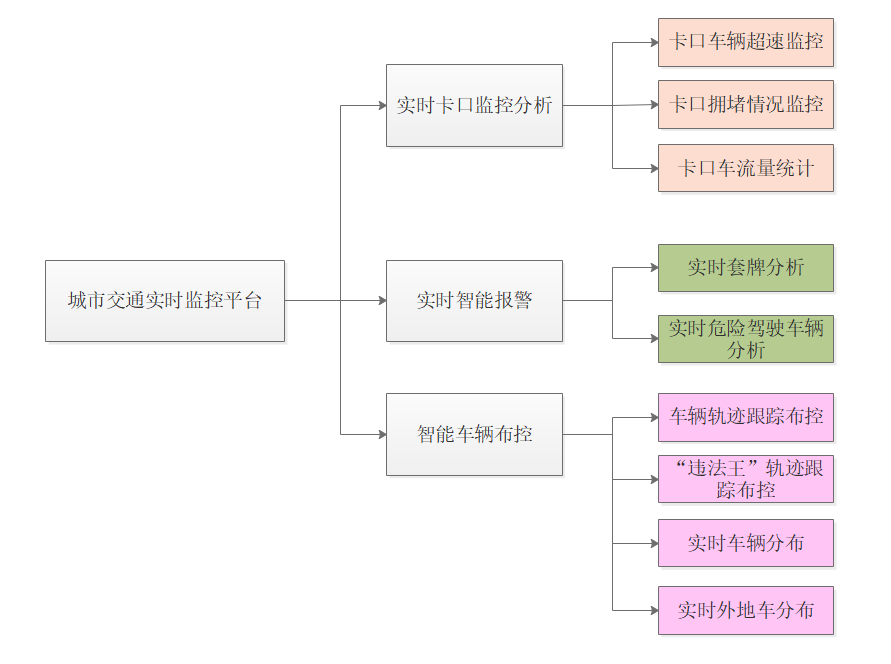 城市交通实时监控平台
实时卡口监控分析
卡口车辆超速监控
卡口拥堵情况监控
卡口车流量统计
实时智能报警
实时套牌分析
实时危险驾驶车辆
分析
智能车辆布控
车辆轨迹跟踪布控
“违法王”轨迹跟
踪布控
实时车辆分布
实时外地车分布